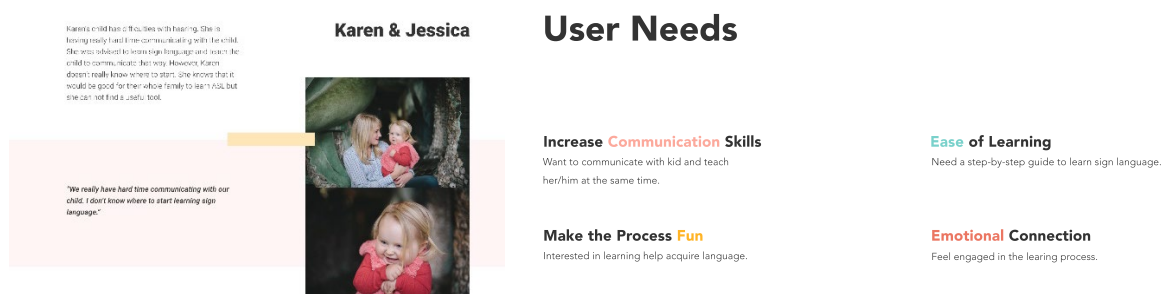 Karen's child has difficulties with hearing. She is
having really hard time communicating with the child.
She was advised to learn sign language and teach the
child to communicate that way. However, Karen
doesn't really know where to start. She knows that it
would be good for their whole family to learn ASL but
she can not find a useful tool.
Karen & Jessica
"We really have hard time communicating with our
child. I don't know where to start learning sign
language."
User Needs
Increase Communication Skills
Want to communicate with kid and teach
her/him at the same time.
Ease of Learning
Need a step-by-step guide to learn sign language.
Make the Process Fun
Interested in learning help acquire language.
Emotional Connection
Feel engaged in the learing process.